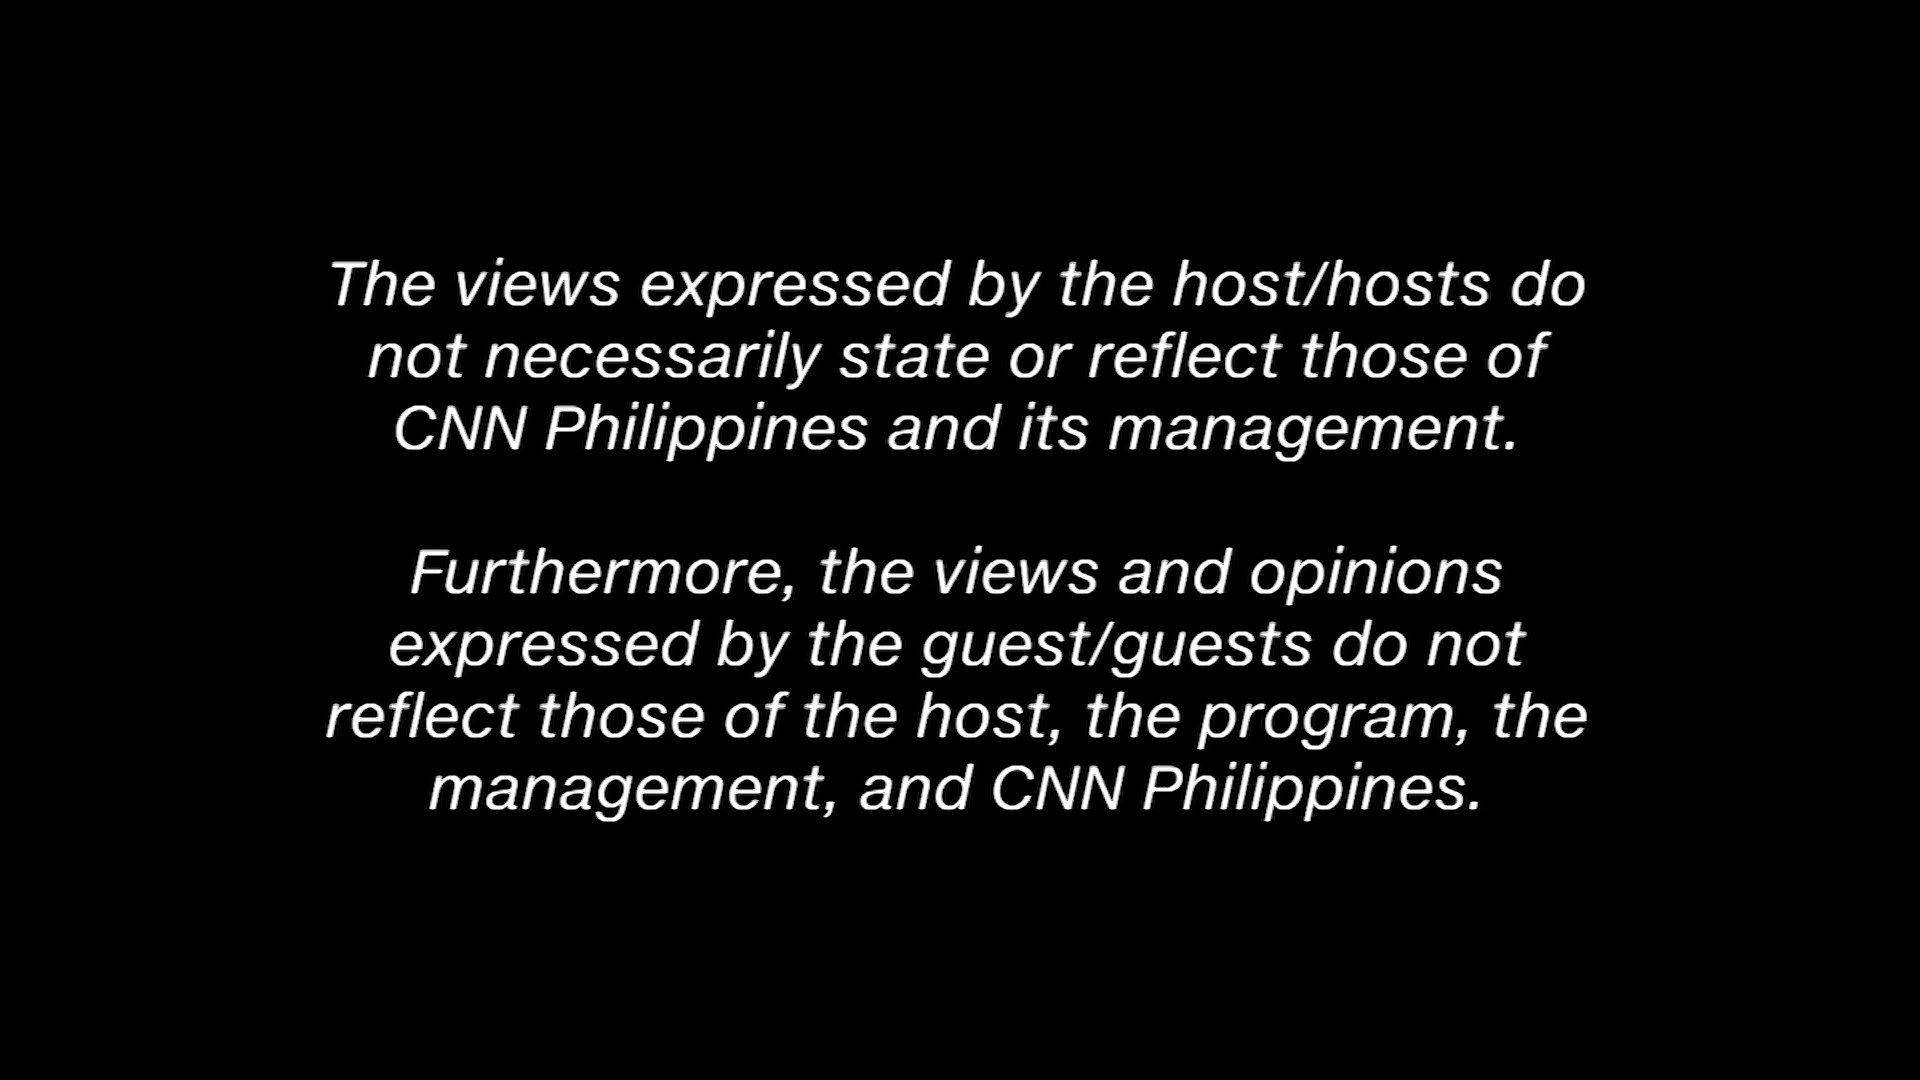 The views expressed by the host/hosts do
not necessarily state or reflect those of
CNN Philippines and its management.
Furthermore, the views and opinions
expressed by the guest/guests do not
reflect those of the host, the program, the
management, and CNN Philippines.